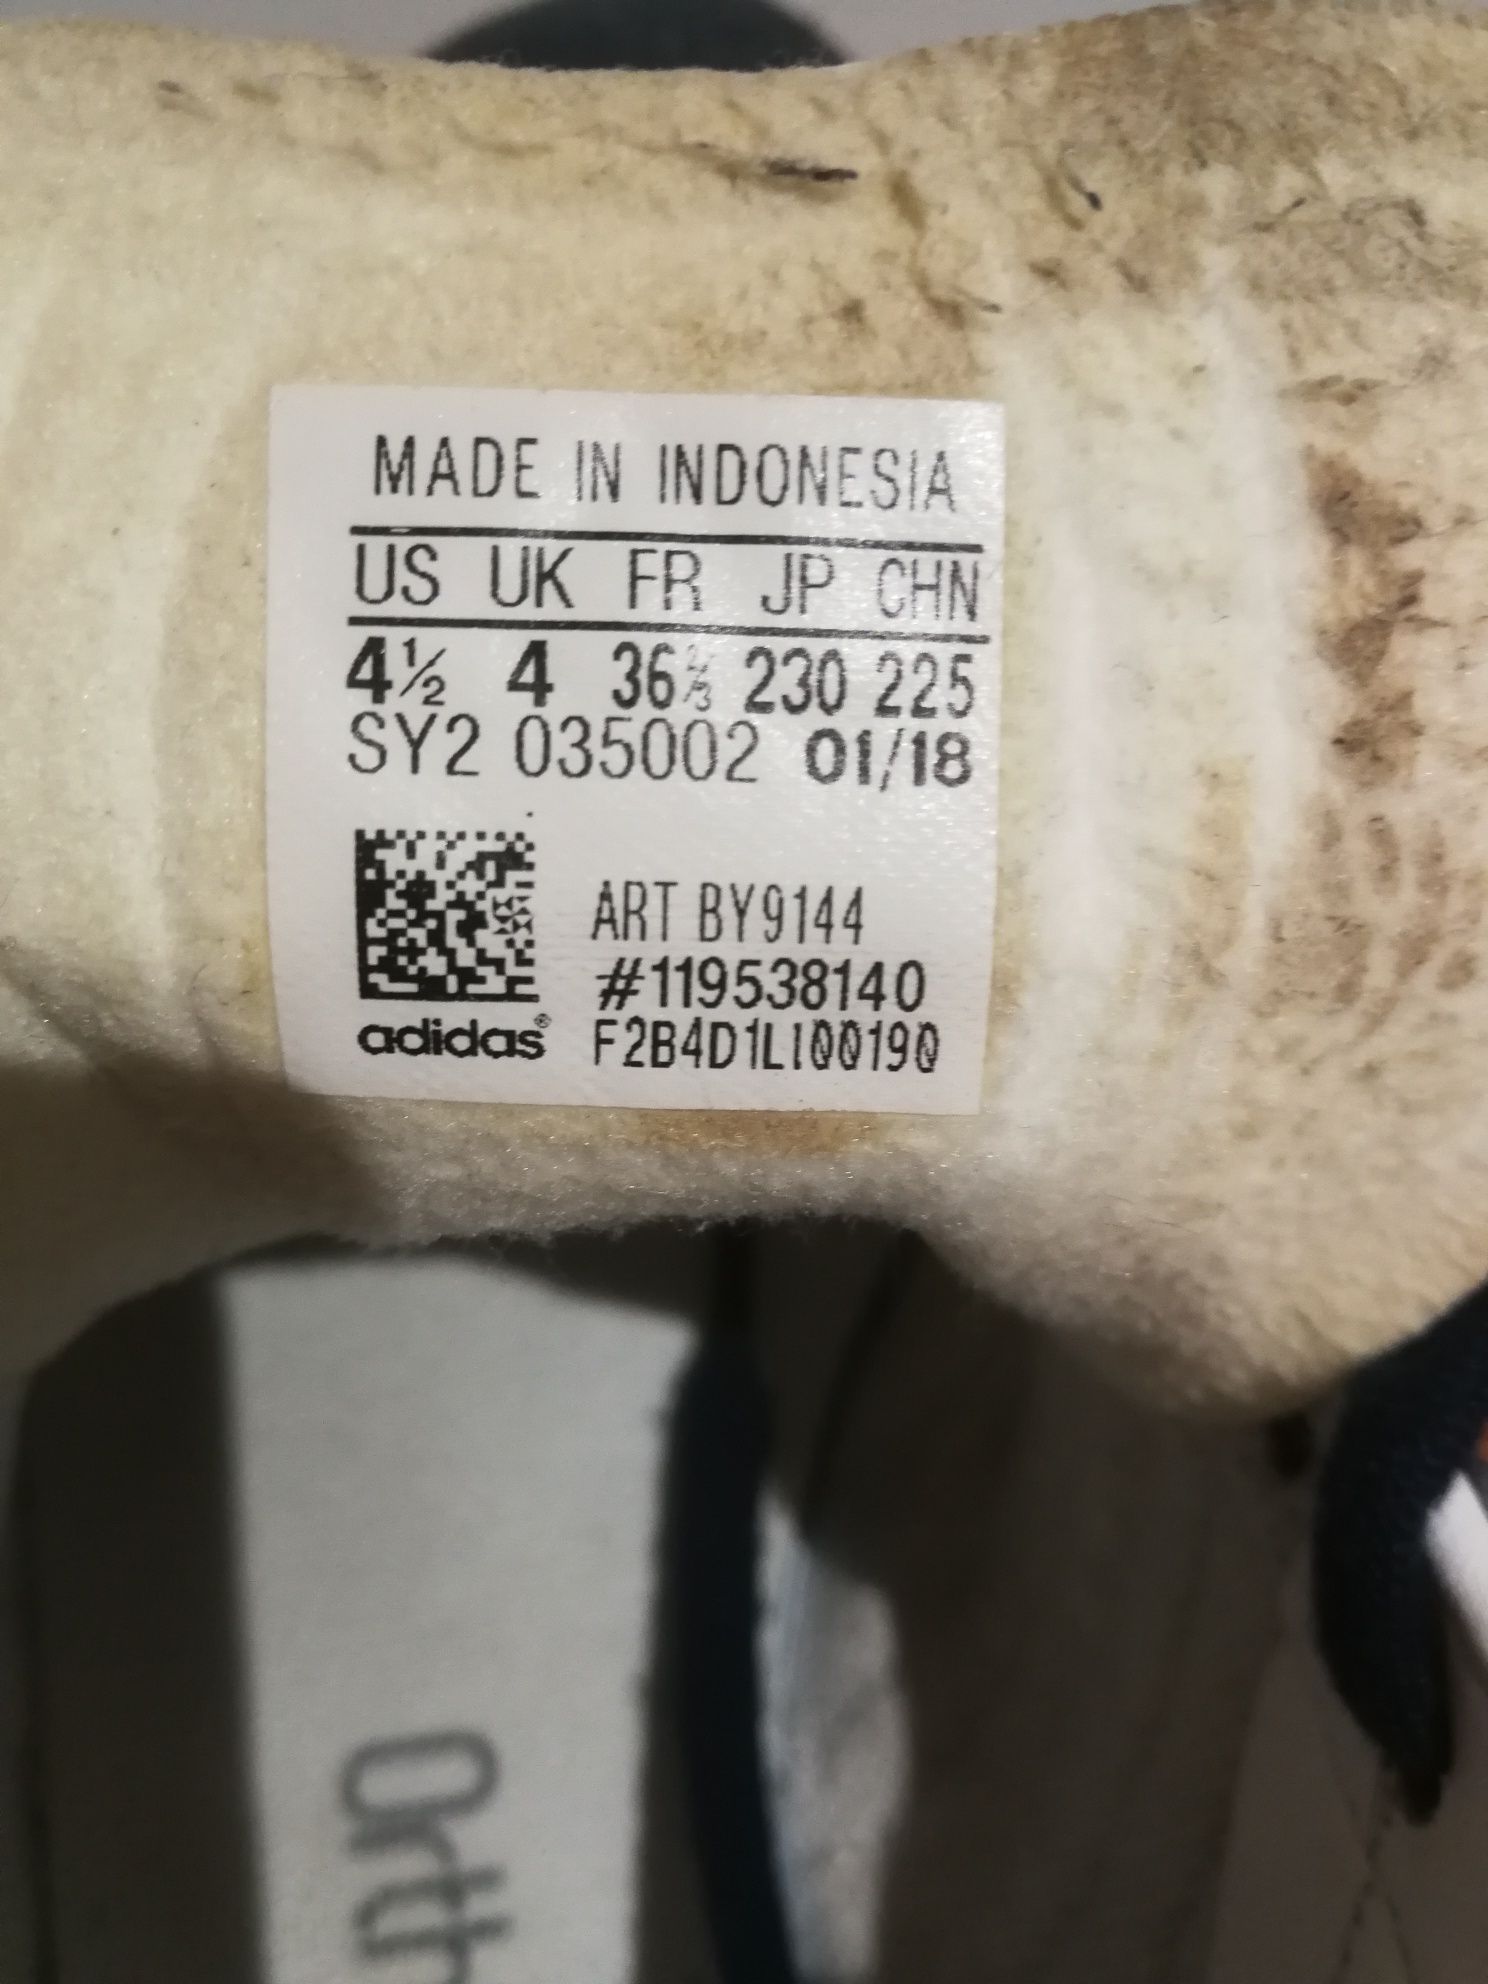 MADE IN INDONESIA
US UK FR JP CHN
4½ 4 36⅔ 230 225
SY2 035002 01/18
ART BY9144
#119538140
adidas® F2B4D1LI00190
Orth